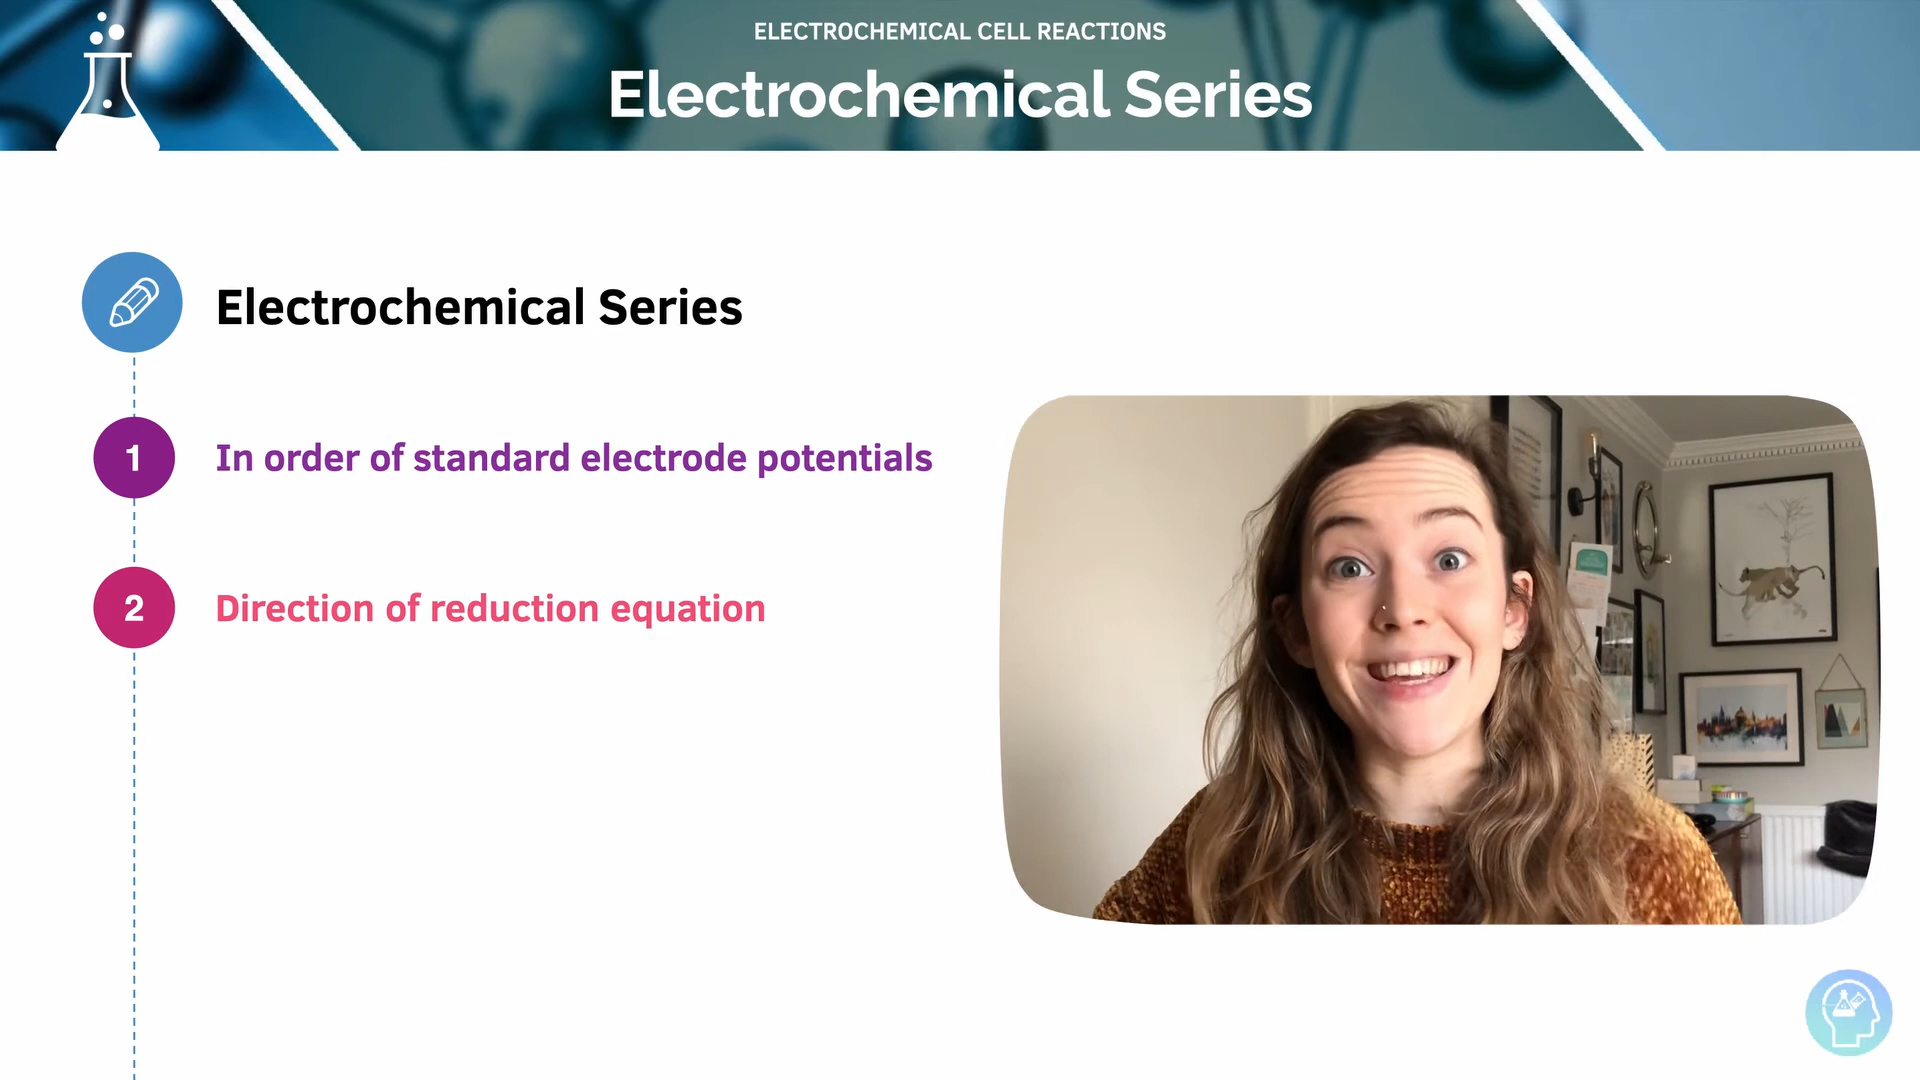 ELECTROCHEMICAL CELL REACTIONS
Electrochemical Series
Electrochemical Series
1 In order of standard electrode potentials
2 Direction of reduction equation